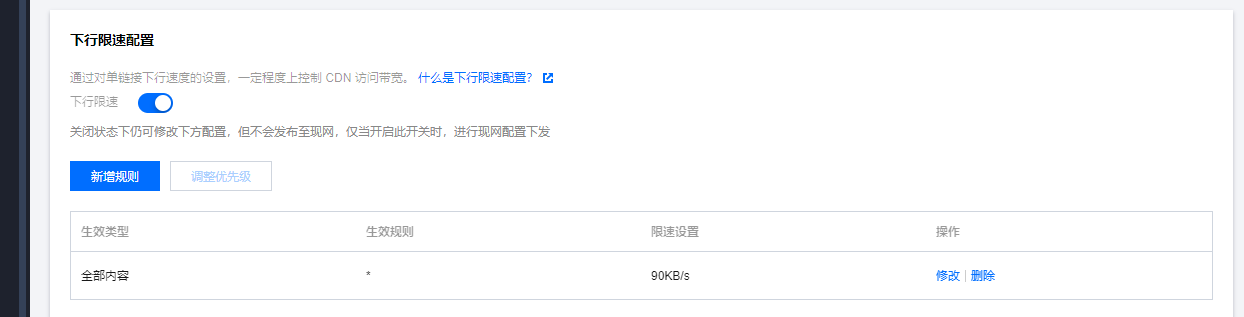 下行限速配置
通过对单链接下行速度的设置，一定程度上控制 CDN 访问带宽。 什么是下行限速配置？
下行限速
关闭状态下仍可修改下方配置，但不会发布至现网，仅当开启此开关时，进行现网配置下发
新增规则 调整优先级
生效类型 生效规则 限速设置 操作
全部内容 * 90KB/s 修改 | 删除